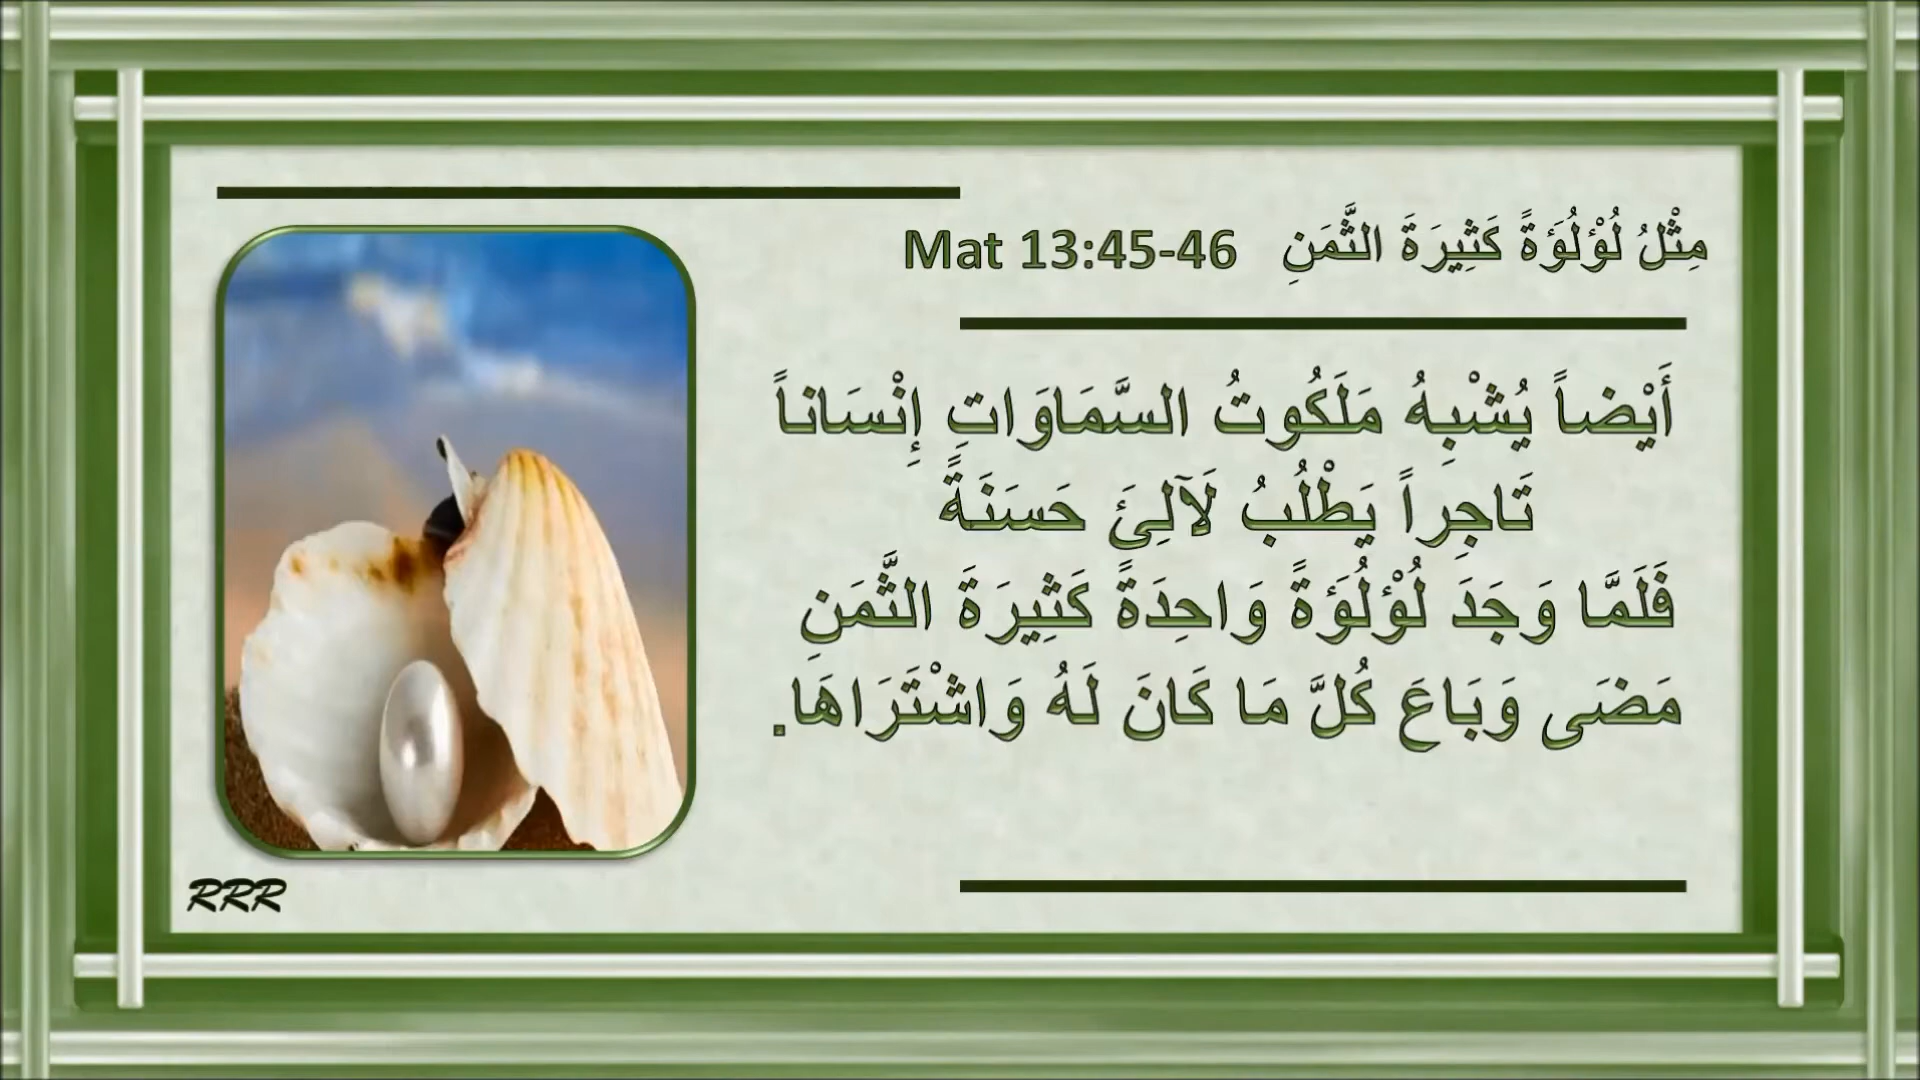 مِثْلُ لُوْلُوَةً كَثِيرَةَ الثَّمَنِ Mat 13:45-46
أَيْضاً يُشْبِهُ مَلَكُوتُ السَّمَاوَاتِ إِنْسَاناً
تَاجِراً يَطْلُبُ لَآلِئَ حَسَنَةً
فَلَمَّا وَجَدَ لُؤْلُؤَةً وَاحِدَةً كَثِيرَةَ الثَّمَنِ
مَضَى وَبَاعَ كُلَّ مَا كَانَ لَهُ وَاشْتَرَاهَا.
RRR